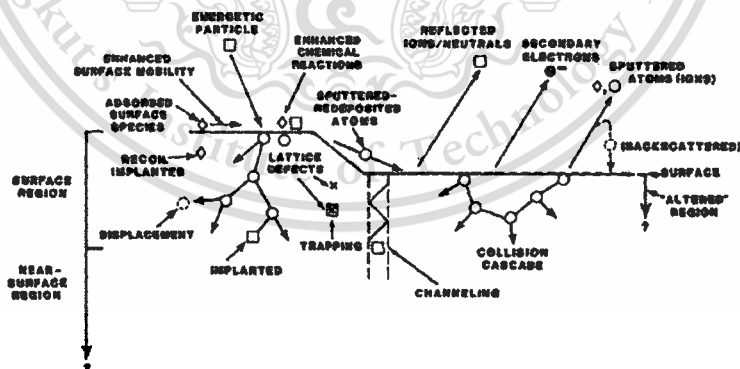 ENERGETIC
PARTICLE
ENHANCED
SURFACE MOBILITY
ENHANCED
CHEMICAL
REACTIONS
REFLECTED
IONS/NEUTRALS
SECONDARY
ELECTRONS
SPUTTERED
ATOMS (IONS)
ADSORBED
SURFACE
SPECIES
SPUTTERED-
REDEPOSITED
ATOMS
(BACKSCATTERED)
RECOIL
IMPLANTED
LATTICE
DEFECTS
SURFACE
SURFACE
REGION
"ALTERED"
REGION
?
DISPLACEMENT
IMPLANTED
TRAPPING
COLLISION
CASCADE
NEAR-
SURFACE
REGION
CHANNELING
?
of Technology